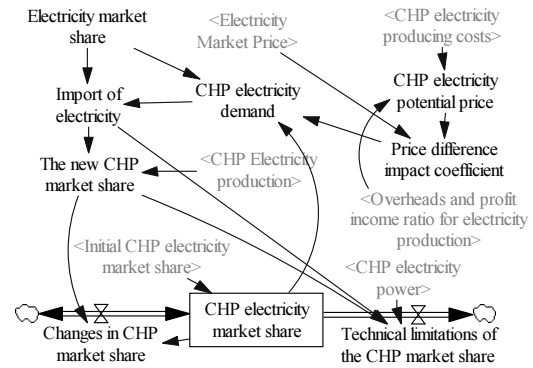 Electricity market
share
<Electricity
Market Price>
<CHP electricity
producing costs>
Import of
electricity
CHP electricity
demand
CHP electricity
potential price
The new CHP
market share
<CHP Electricity
production>
Price difference
impact coefficient
<Overheads and profit
income ratio for electricity
production>
<Initial CHP electricity
market share>
<CHP electricity
power>
Changes in CHP
market share
CHP electricity
market share
Technical limitations of
the CHP market share